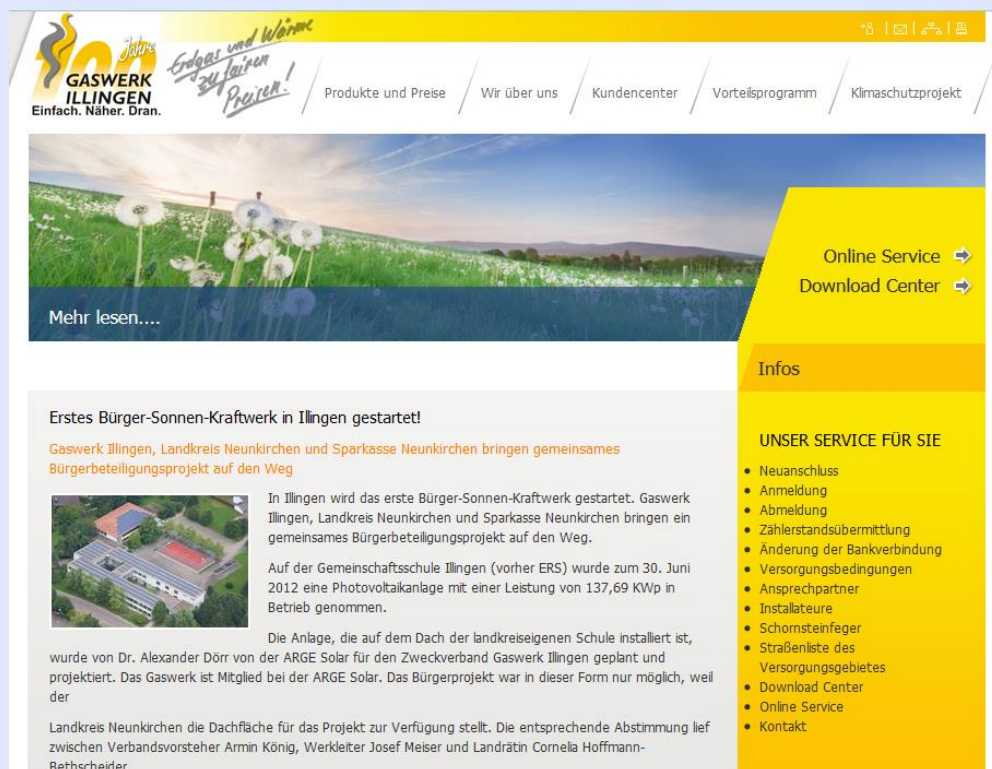 100 Jahre
GASWERK
ILLINGEN
Einfach. Näher. Dran.
Erdgas und Wärme
zu fairen
Preisen!
Produkte und Preise
Wir über uns
Kundencenter
Vorteilsprogramm
Klimaschutzprojekt
Online Service
Download Center
Mehr lesen....
Infos
Erstes Bürger-Sonnen-Kraftwerk in Illingen gestartet!
Gaswerk Illingen, Landkreis Neunkirchen und Sparkasse Neunkirchen bringen gemeinsames
Bürgerbeteiligungsprojekt auf den Weg
In Illingen wird das erste Bürger-Sonnen-Kraftwerk gestartet. Gaswerk
Illingen, Landkreis Neunkirchen und Sparkasse Neunkirchen bringen ein
gemeinsames Bürgerbeteiligungsprojekt auf den Weg.
Auf der Gemeinschaftsschule Illingen (vorher ERS) wurde zum 30. Juni
2012 eine Photovoltaikanlage mit einer Leistung von 137,69 KWp in
Betrieb genommen.
Die Anlage, die auf dem Dach der landkreiseigenen Schule installiert ist,
wurde von Dr. Alexander Dörr von der ARGE Solar für den Zweckverband Gaswerk Illingen geplant und
projektiert. Das Gaswerk ist Mitglied bei der ARGE Solar. Das Bürgerprojekt war in dieser Form nur möglich, weil
der
Landkreis Neunkirchen die Dachfläche für das Projekt zur Verfügung stellt. Die entsprechende Abstimmung lief
zwischen Verbandsvorsteher Armin König, Werkleiter Josef Meiser und Landrätin Cornelia Hoffmann-
Bethscheider
UNSER SERVICE FÜR SIE
Neuanschluss
Anmeldung
Abmeldung
Zählerstandsübermittlung
Änderung der Bankverbindung
Versorgungsbedingungen
Ansprechpartner
Installateure
Schornsteinfeger
Straßenliste des
Versorgungsgebietes
Download Center
Online Service
Kontakt